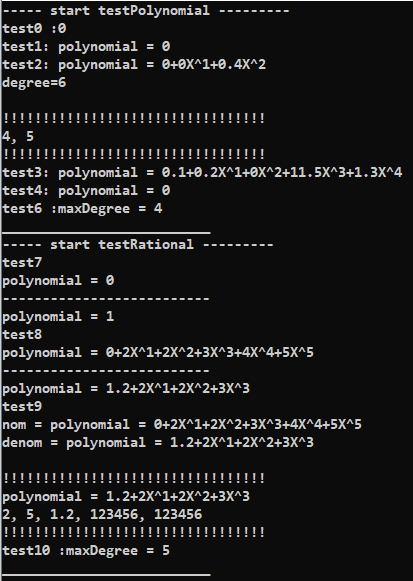 ----- start testPolynomial ---------
test0 :0
test1: polynomial = 0
test2: polynomial = 0+0X^1+0.4X^2
degree=6
!!!!!!!!!!!!!!!!!!!!!!!!!!!!!!!!!
4, 5
!!!!!!!!!!!!!!!!!!!!!!!!!!!!!!!!!
test3: polynomial = 0.1+0.2X^1+0X^2+11.5X^3+1.3X^4
test4: polynomial = 0
test6 :maxDegree = 4
__________________________
----- start testRational ---------
test7
polynomial = 0
--------------------------
polynomial = 1
test8
polynomial = 0+2X^1+2X^2+3X^3+4X^4+5X^5
--------------------------
polynomial = 1.2+2X^1+2X^2+3X^3
test9
nom = polynomial = 0+2X^1+2X^2+3X^3+4X^4+5X^5
denom = polynomial = 1.2+2X^1+2X^2+3X^3
!!!!!!!!!!!!!!!!!!!!!!!!!!!!!!!!!
polynomial = 1.2+2X^1+2X^2+3X^3
2, 5, 1.2, 123456, 123456
!!!!!!!!!!!!!!!!!!!!!!!!!!!!!!!!!
test10 :maxDegree = 5
__________________________